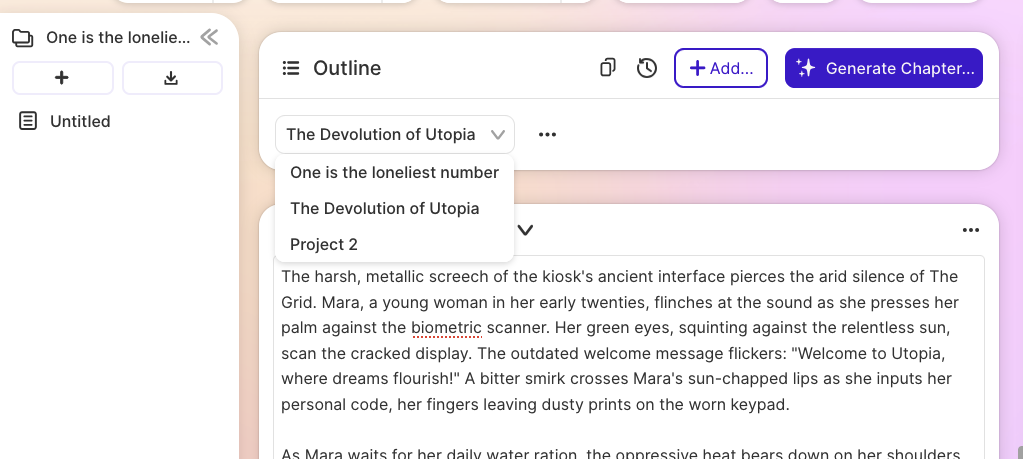 One is the lonelie...
Untitled
Outline
Add...
Generate Chapter...
The Devolution of Utopia
One is the loneliest number
The Devolution of Utopia
Project 2
The harsh, metallic screech of the kiosk's ancient interface pierces the arid silence of The
Grid. Mara, a young woman in her early twenties, flinches at the sound as she presses her
palm against the biometric scanner. Her green eyes, squinting against the relentless sun,
scan the cracked display. The outdated welcome message flickers: "Welcome to Utopia,
where dreams flourish!" A bitter smirk crosses Mara's sun-chapped lips as she inputs her
personal code, her fingers leaving dusty prints on the worn keypad.
As Mara waits for her daily water ration, the oppressive heat bears down on her shoulders